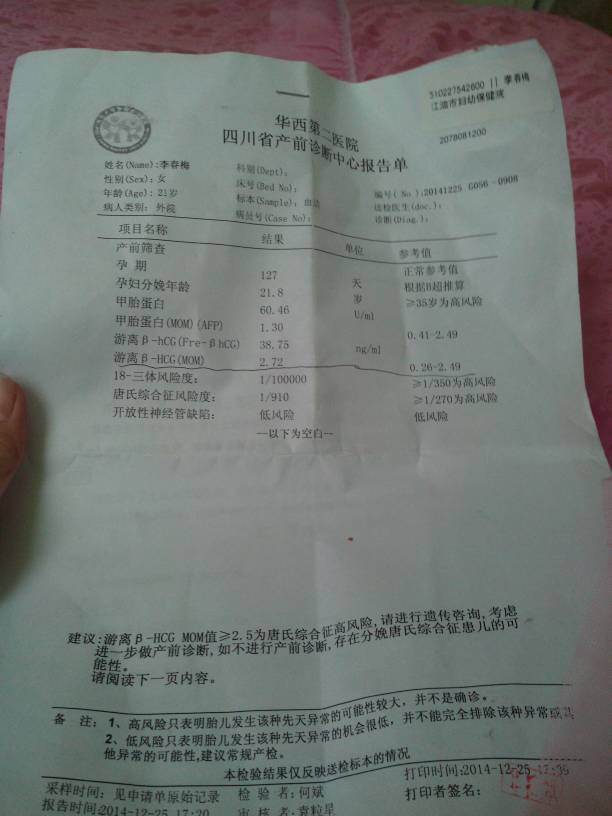 510227542600 || 李春梅
江油市妇幼保健院
2078081200
华西第二医院
四川省产前诊断中心报告单
姓名(Name):李春梅 科别(Dept):
性别(Sex): 女 床号(Bed No): 编号( No ):20141225 G056 -0908
年龄(Age): 21岁 标本(Sample): 血清 送检医生(doc.):
病人类别: 外院 病员号(Case No): 诊断(Diag.):
项目名称 结果 单位 参考值
产前筛查 正常参考值
孕 期 127 天 根据B超推算
孕妇分娩年龄 21.8 岁 ≥35岁为高风险
甲胎蛋白 60.46 U/ml
甲胎蛋白(MOM)(AFP) 1.30 0.41-2.49
游离β-hCG(Fre-βhCG) 38.75 ng/ml
游离β-HCG(MOM) 2.72 0.26-2.49
18-三体风险度: 1/100000 ≥1/350为高风险
唐氏综合征风险度: 1/910 ≥1/270为高风险
开放性神经管缺陷: 低风险 低风险
--以下为空白--
建议:游离β-HCG MOM值≥2.5为唐氏综合征高风险,请进行遗传咨询,考虑
进一步做产前诊断,如不进行产前诊断,存在分娩唐氏综合征患儿的可
能性。
请阅读下一页内容。
备 注: 1、高风险只表明胎儿发生该种先天异常的可能性较大，并不是确诊。
2、低风险只表明胎儿发生该种先天异常的机会很低，并不能完全排除该种异常或其
他异常的可能性,建议常规产检。
本检验结果仅反映送检标本的情况
采样时间: 见申请单原始记录 检 验 者: 何斌 打印时间:2014-12-25 17:39
报告时间:2014-12-25 17:20 审 核 者: 袁粒星 打印者签名: